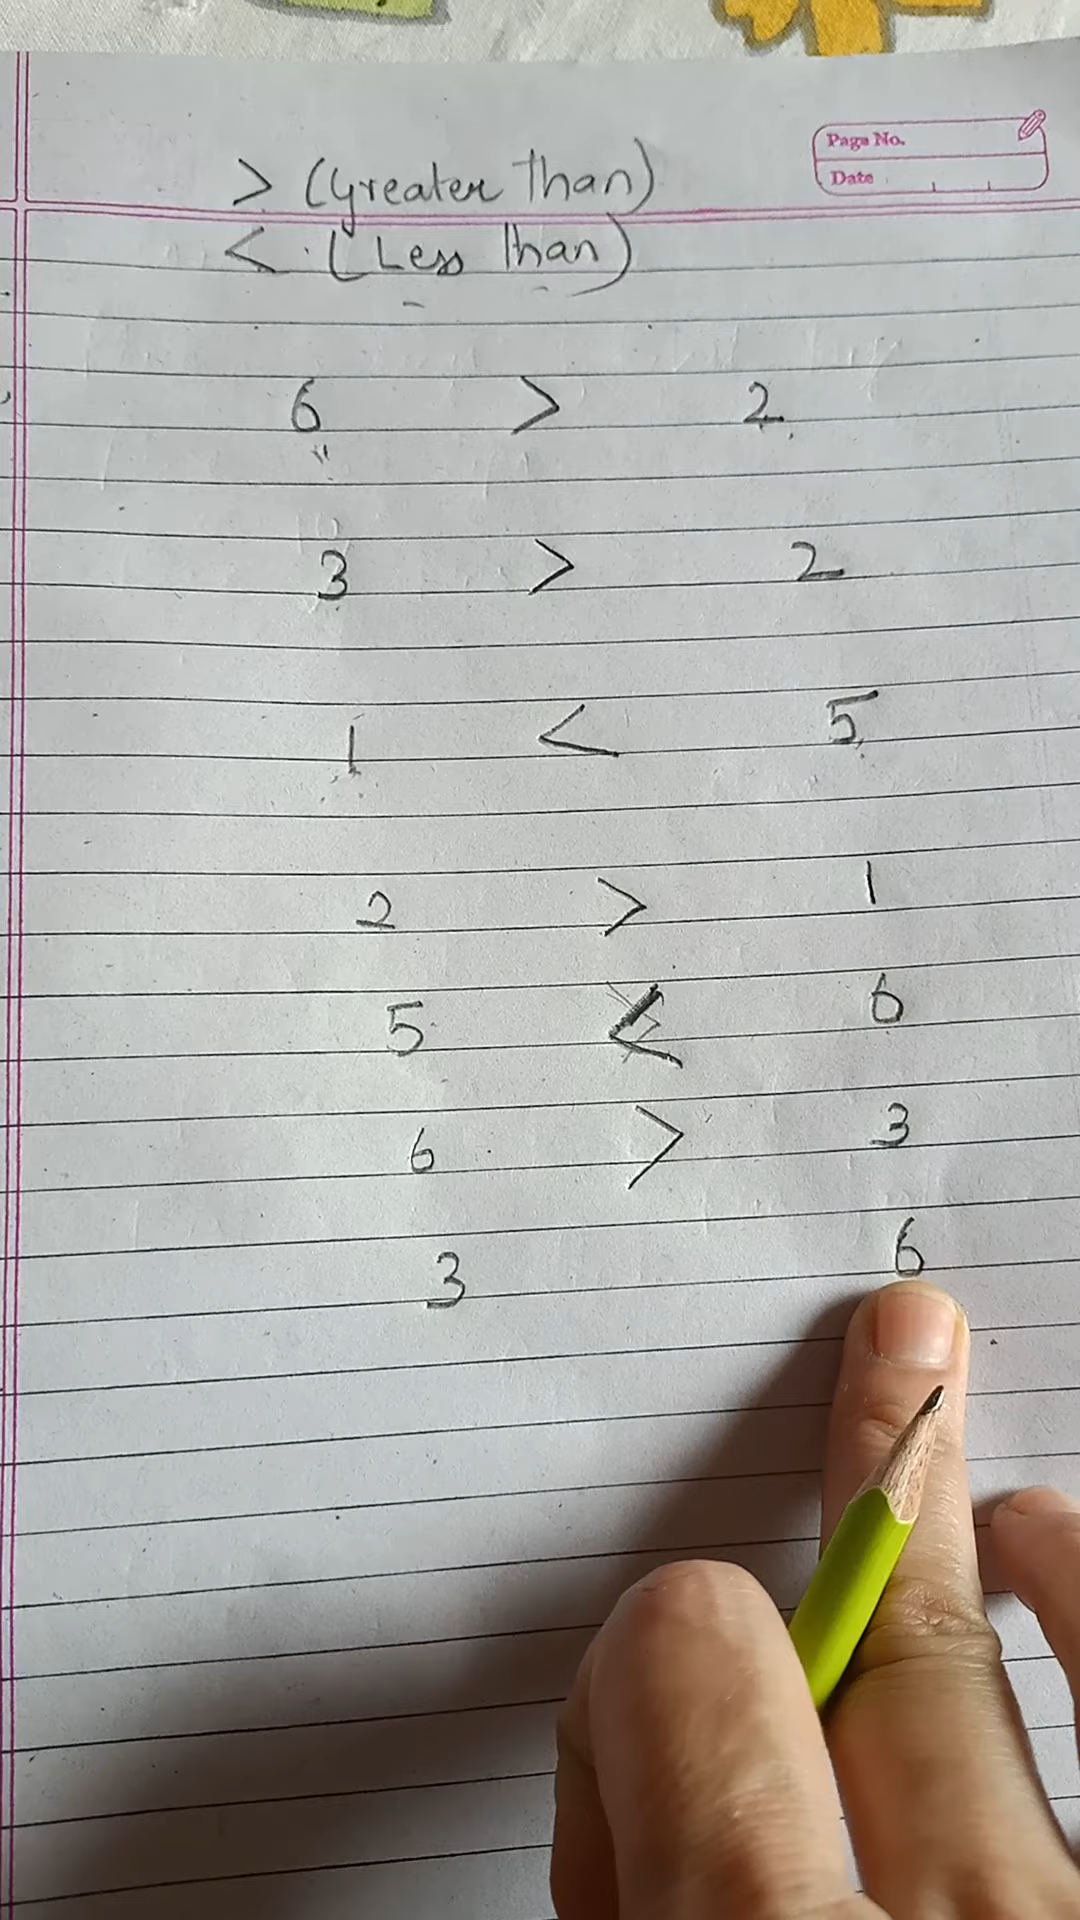 Page No.
Date
> (Greater Than)
< (Less Than)
6 > 2
3 > 2
1 < 5
2 > 1
5 < 6
6 > 3
3 6